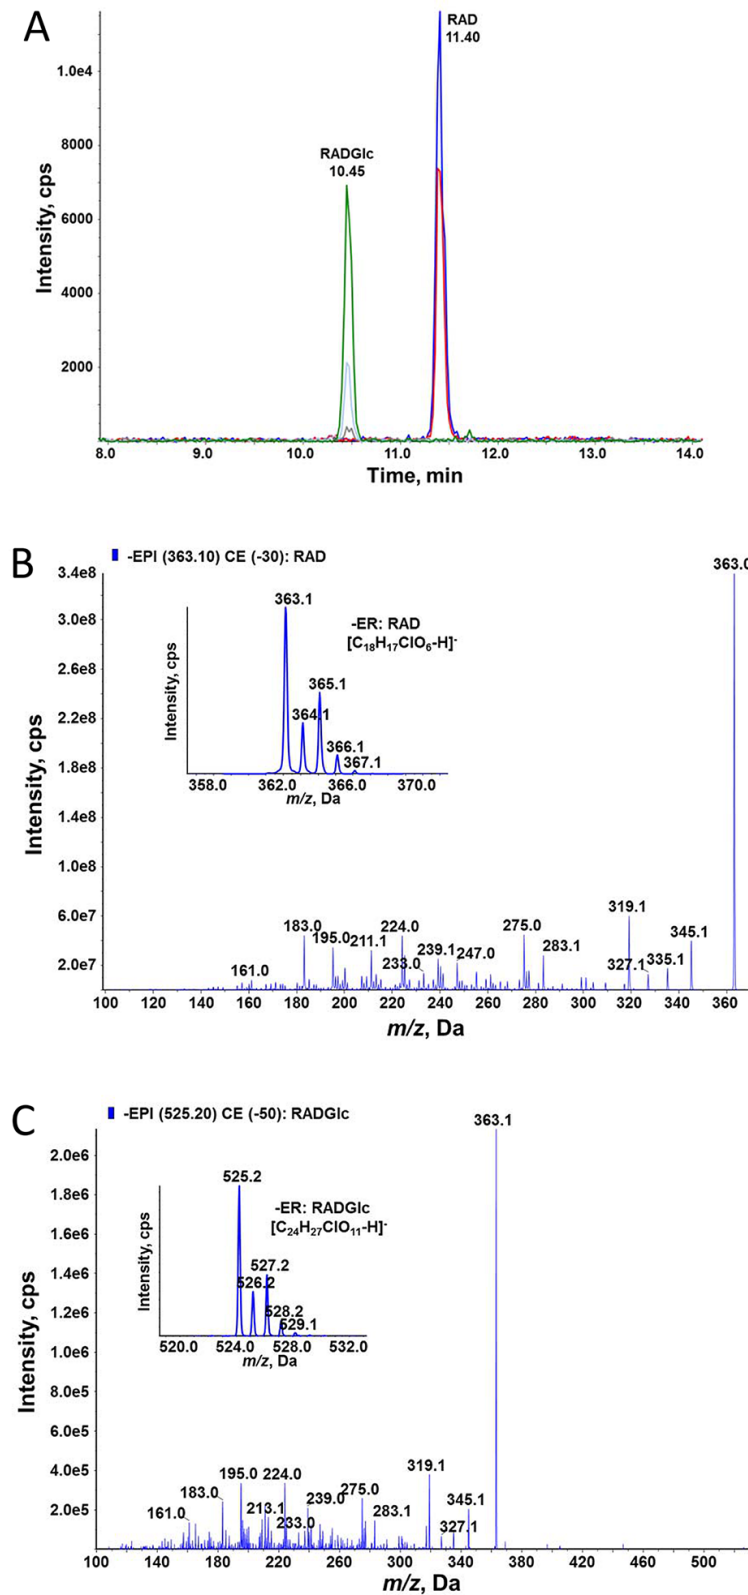 A
RAD
11.40
RADGlc
10.45
1.0e4
8000
6000
4000
2000
Intensity, cps
8.0 9.0 10.0 11.0 12.0 13.0 14.0
Time, min
B
-EPI (363.10) CE (-30): RAD
363.0
3.4e8
3.0e8
2.6e8
2.2e8
1.8e8
1.4e8
1.0e8
6.0e7
2.0e7
Intensity, cps
363.1
-ER: RAD
[C₁₈H₁₇ClO₆-H]⁻
365.1
364.1
366.1
367.1
Intensity, cps
358.0 362.0 366.0 370.0
m/z, Da
183.0
195.0
211.1
224.0
233.0
239.1
247.0
275.0
283.1
319.1
327.1
335.1
345.1
161.0
100 120 140 160 180 200 220 240 260 280 300 320 340 360
m/z, Da
C
-EPI (525.20) CE (-50): RADGlc
363.1
2.0e6
1.8e6
1.6e6
1.4e6
1.2e6
1.0e6
8.0e5
6.0e5
4.0e5
2.0e5
Intensity, cps
525.2
-ER: RADGlc
[C₂₄H₂₇ClO₁₁-H]⁻
527.2
526.2
528.2
529.1
Intensity, cps
520.0 524.0 528.0 532.0
m/z, Da
161.0
183.0
195.0
213.1
224.0
233.0
239.0
275.0
283.1
319.1
327.1
345.1
100 140 180 220 260 300 340 380 420 460 500
m/z, Da